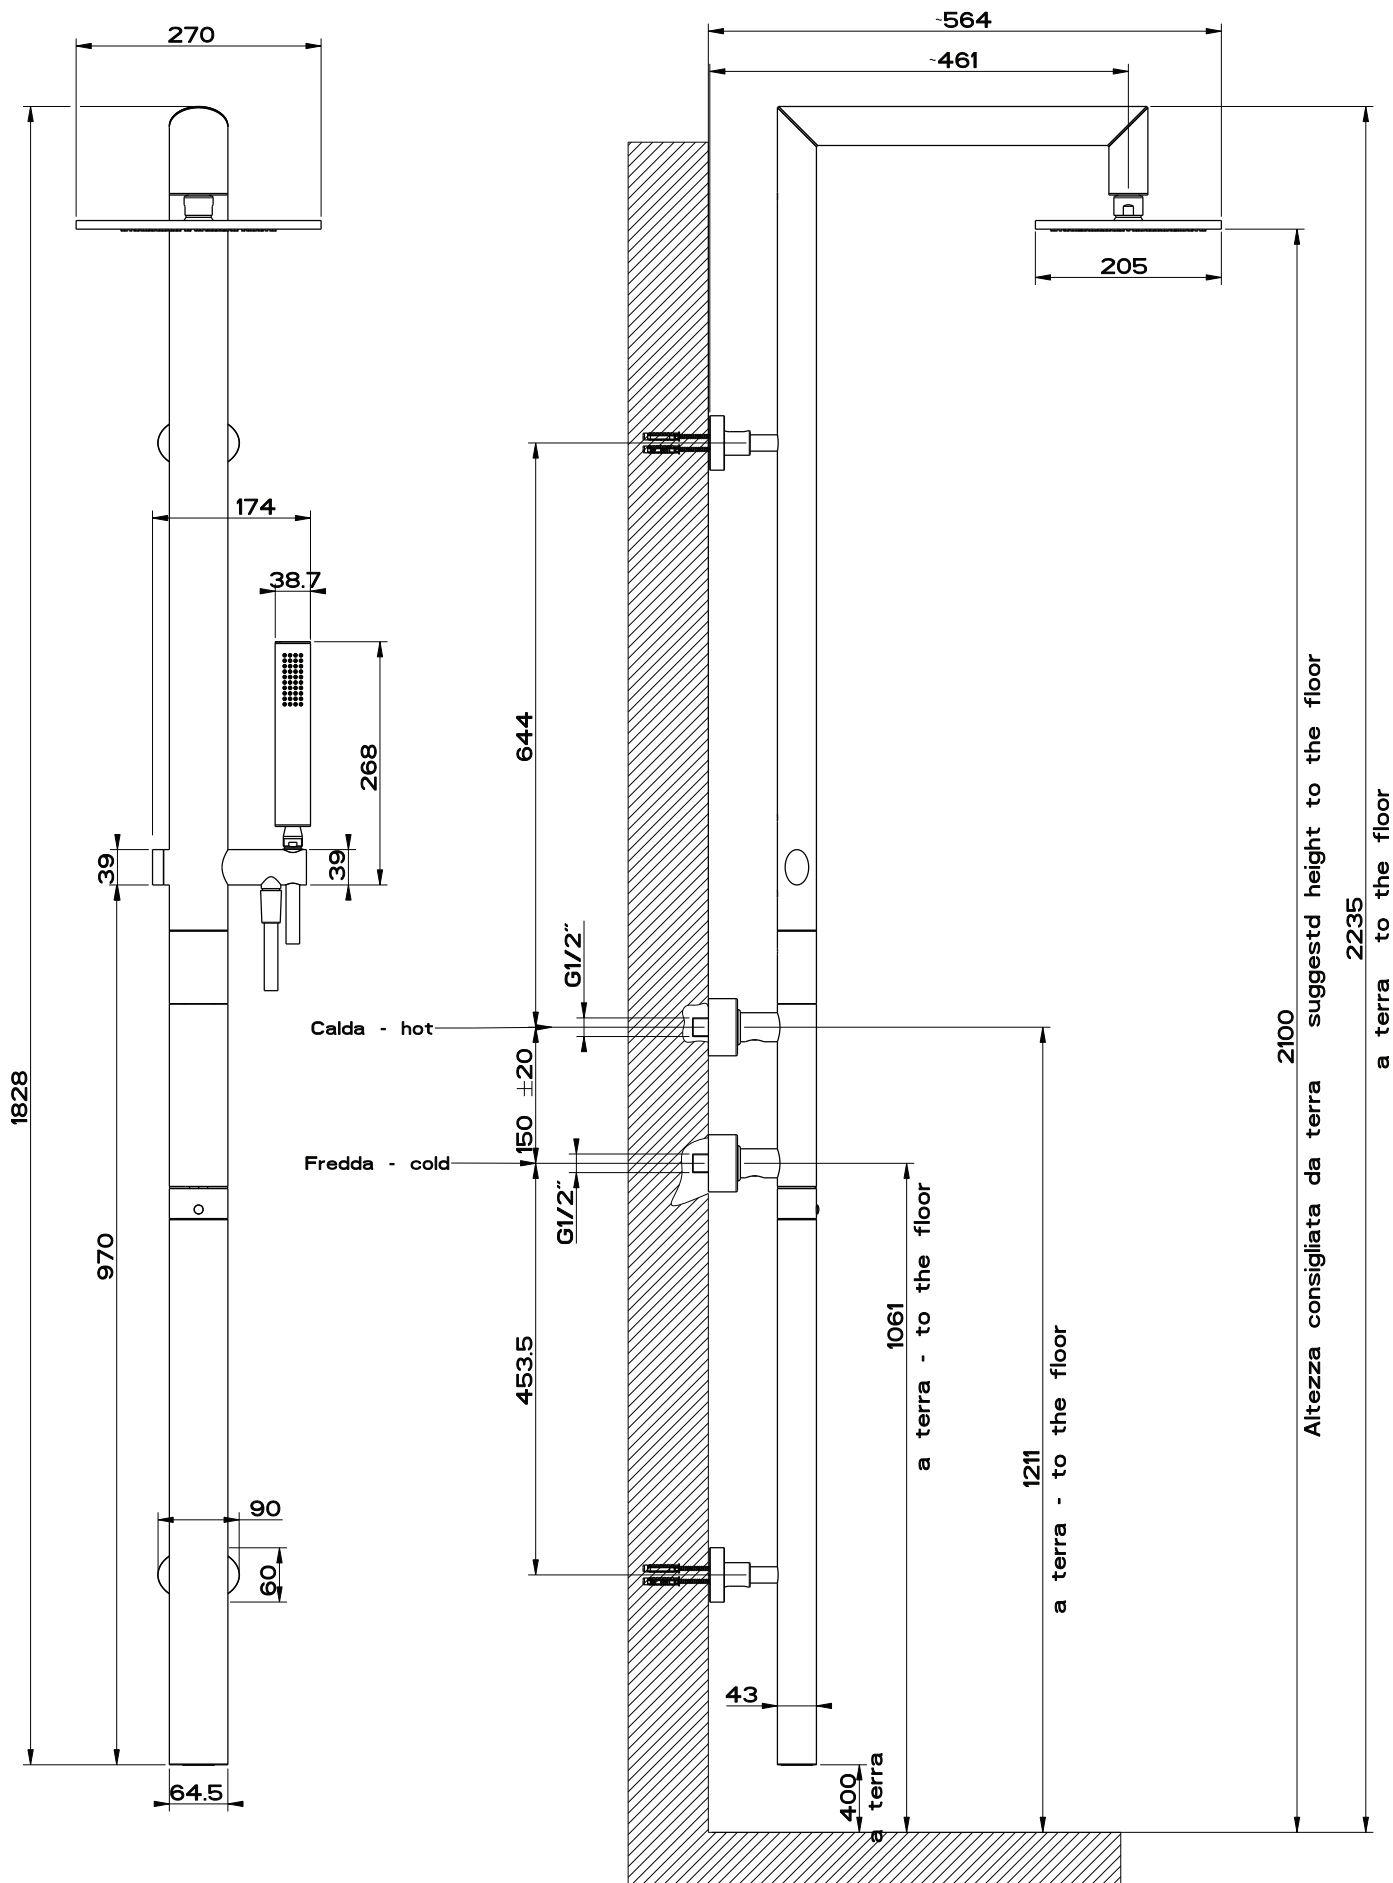 ~564
270
~461
205
174
38.7
644
268
39
39
G1/2"
Calda - hot
150 ±20
Fredda - cold
G1/2"
1828
970
453.5
90
60
64.5
43
400
a terra
1061
a terra - to the floor
1211
a terra - to the floor
2100
Altezza consigliata da terra suggestd height to the floor
2235
a terra to the floor